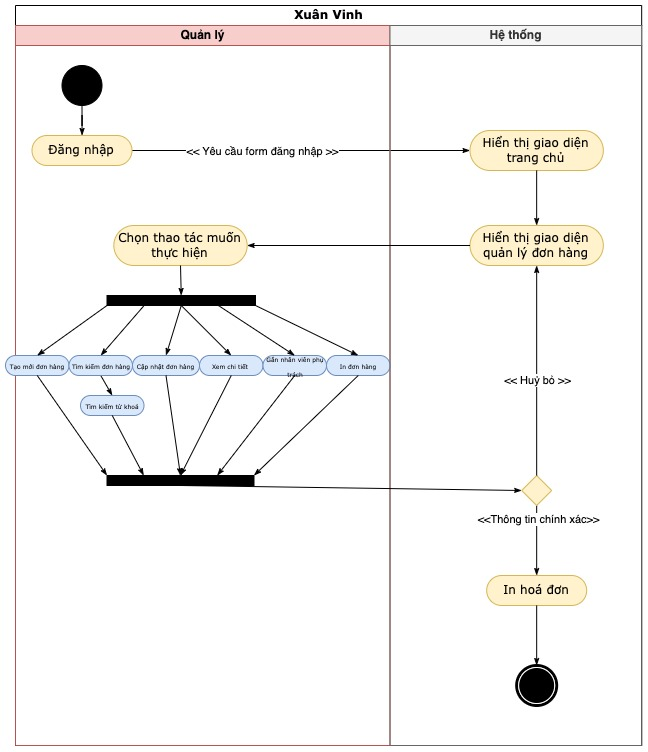 Xuân Vinh
Quản lý
Hệ thống
Đăng nhập
<< Yêu cầu form đăng nhập >>
Hiển thị giao diện
trang chủ
Chọn thao tác muốn
thực hiện
Hiển thị giao diện
quản lý đơn hàng
Tạo mới đơn hàng
Tìm kiếm đơn hàng
Cập nhật đơn hàng
Xem chi tiết
Gắn nhân viên phụ
trách
In đơn hàng
<< Huỷ bỏ >>
Tìm kiếm từ khoá
<<Thông tin chính xác>>
In hoá đơn